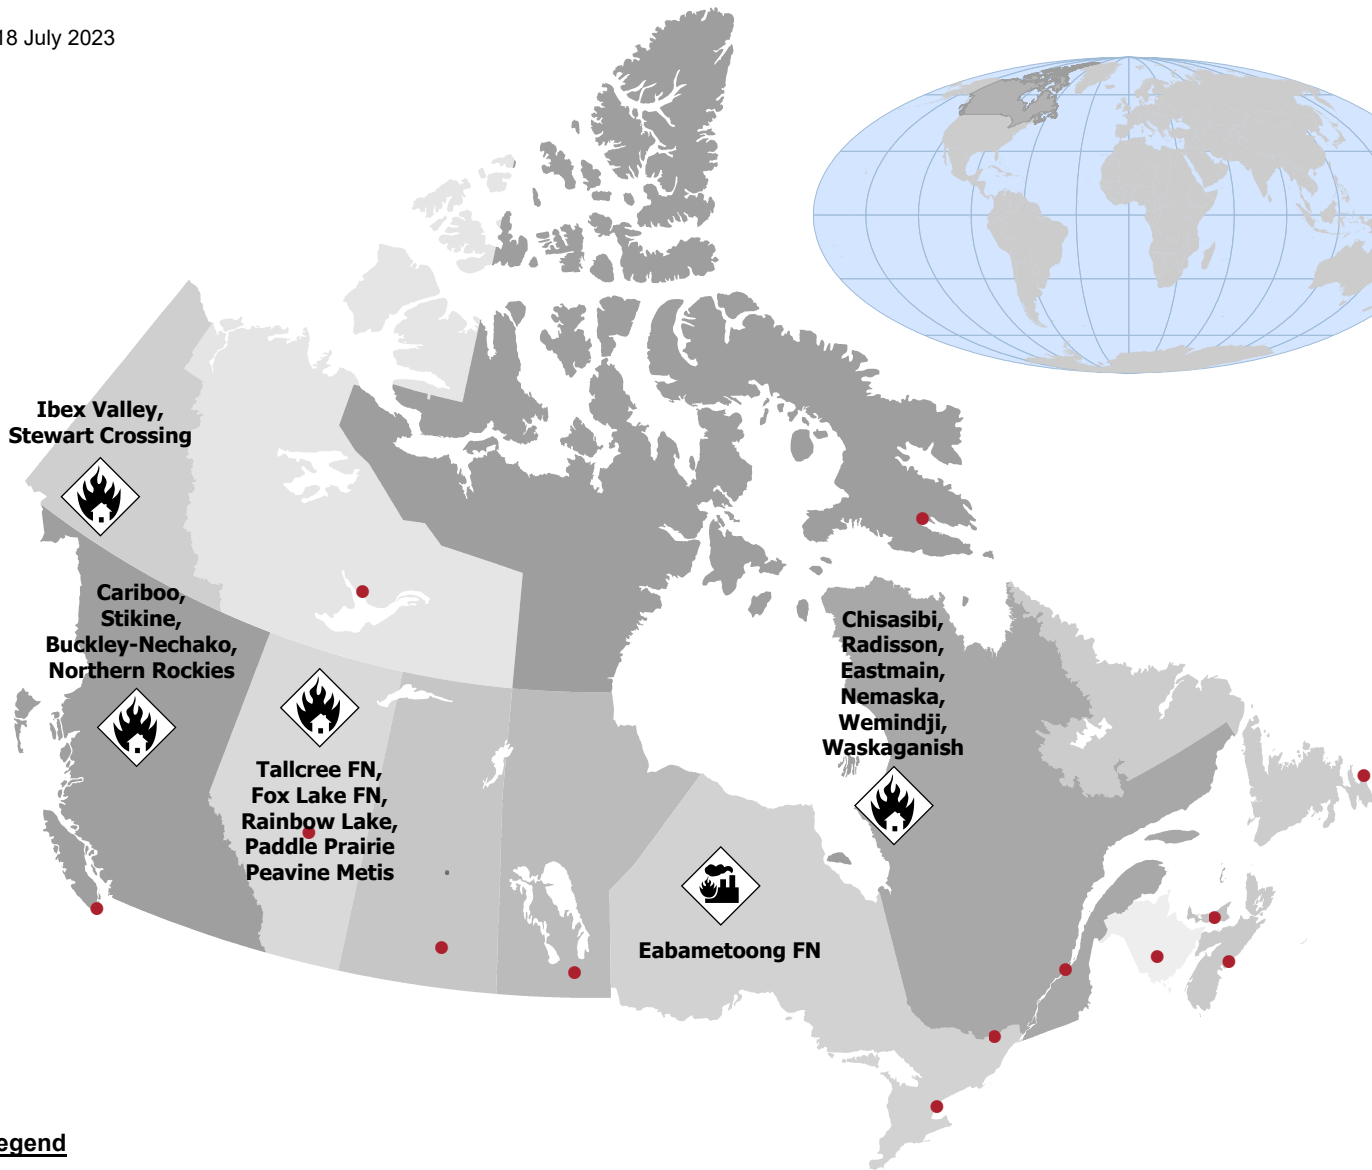 18 July 2023
Ibex Valley,
Stewart Crossing
Cariboo,
Stikine,
Buckley-Nechako,
Northern Rockies
Tallcree FN,
Fox Lake FN,
Rainbow Lake,
Paddle Prairie
Peavine Metis
Eabametoong FN
Chisasibi,
Radisson,
Eastmain,
Nemaska,
Wemindji,
Waskaganish
egend